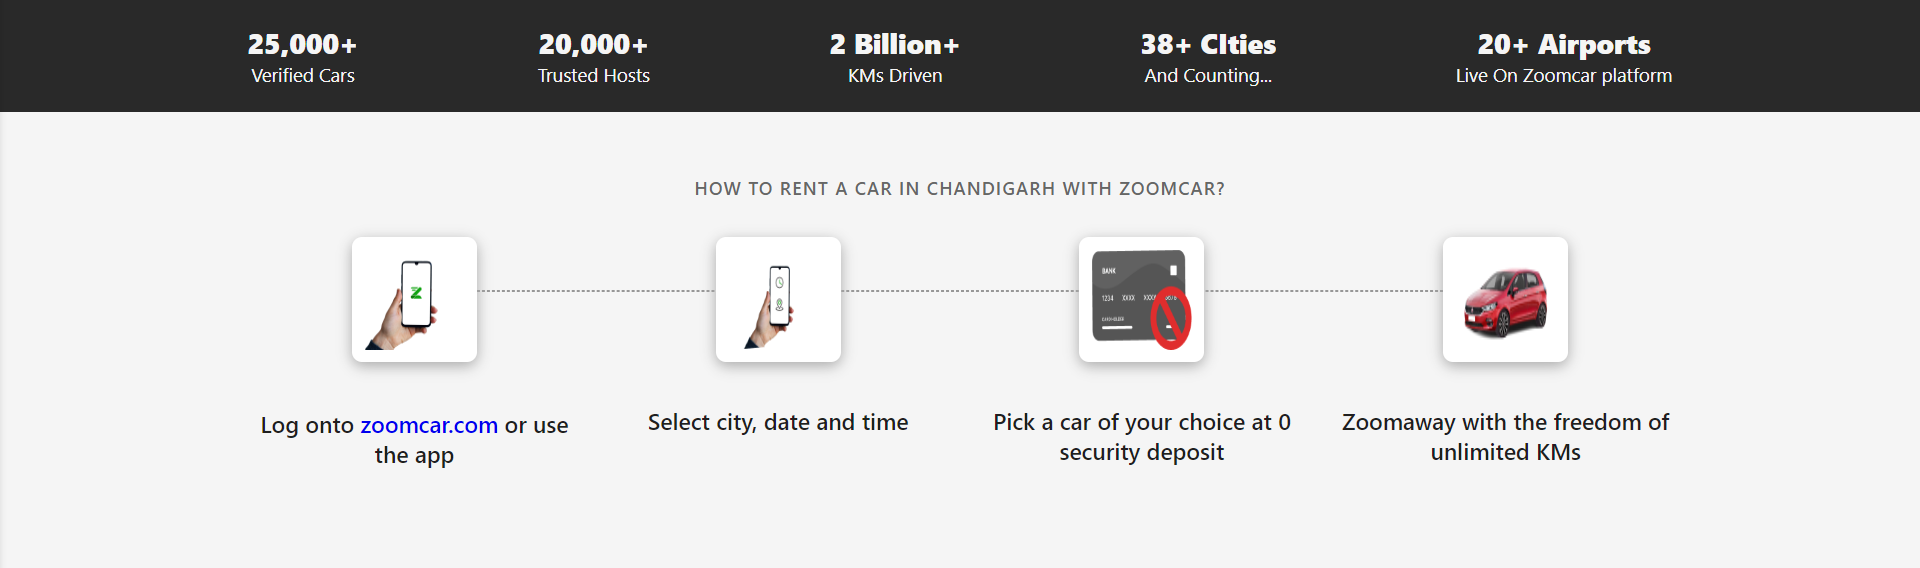 25,000+
Verified Cars
20,000+
Trusted Hosts
2 Billion+
KMs Driven
38+ CIties
And Counting...
20+ Airports
Live On Zoomcar platform
HOW TO RENT A CAR IN CHANDIGARH WITH ZOOMCAR?
Z
BANK
1234 XXXX XXXX 5678
CARDHOLDER
Log onto zoomcar.com or use
the app
Select city, date and time
Pick a car of your choice at 0
security deposit
Zoomaway with the freedom of
unlimited KMs